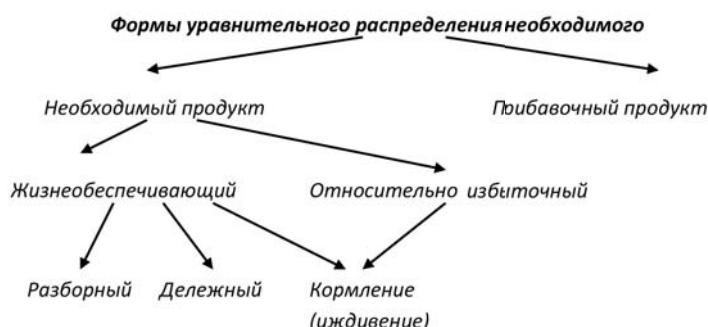 Формы уравнительного распределения необходимого
Необходимый продукт Прибавочный продукт
Жизнеобеспечивающий Относительно избыточный
Разборный Дележный Кормление
(иждивение)